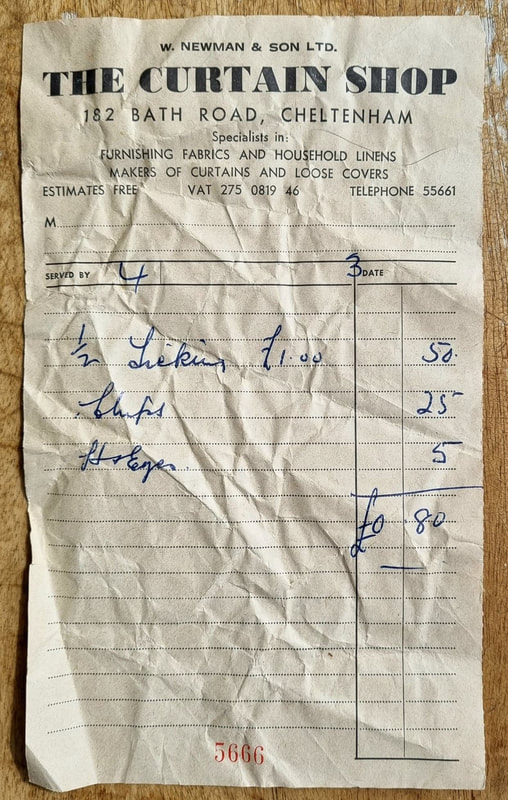 W. NEWMAN & SON LTD.
THE CURTAIN SHOP
182 BATH ROAD, CHELTENHAM
Specialists in:
FURNISHING FABRICS AND HOUSEHOLD LINENS
MAKERS OF CURTAINS AND LOOSE COVERS
ESTIMATES FREE VAT 275 0819 46 TELEPHONE 55661
M
SERVED BY 4 3 DATE
½ Ticking £1.00 50
Clips 25
H & Eyes 5
£0 80
5666